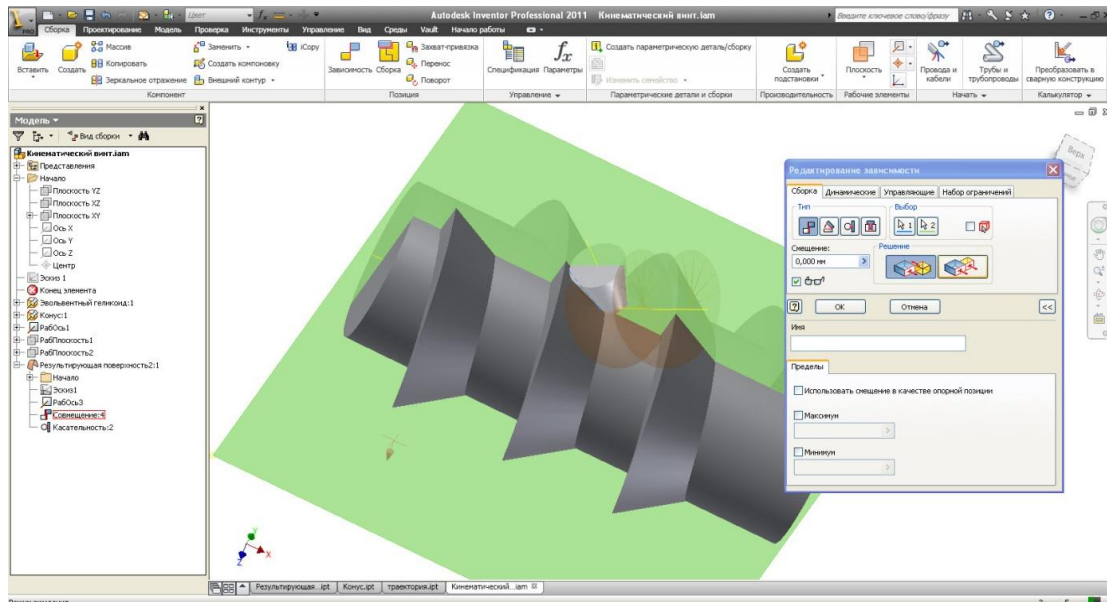 User
Autodesk Inventor Professional 2011 Кинематический винт.iam
Введите ключевое слово/фразу
PRO
Сборка Проектирование Модель Проверка Инструменты Управление Вид Среды Vault Начало работы
Вставить
Создать
Массив
Копировать
Зеркальное отражение
Заменить
Создать компоновку
Внешний контур
iCopy
Компонент
Зависимость
Сборка
Захват-привязка
Перенос
Поворот
Позиция
Спецификация
Параметры
Управление
Создать параметрическую деталь/сборку
Изменить семейство
Параметрические детали и сборки
Создать подстановки
Производительность
Плоскость
Рабочие элементы
Провода и кабели
Трубы и трубопроводы
Начать
Преобразовать в сварную конструкцию
Калькулятор
Модель
Вид сборки
Кинематический винт.iam
Представления
Начало
Плоскость YZ
Плоскость XZ
Плоскость XY
Ось X
Ось Y
Ось Z
Центр
Эскиз 1
Конец элемента
Эвольвентный геликоид:1
Конус:1
РабОсь1
РабПлоскость1
РабПлоскость2
Результирующая поверхность2:1
Начало
Эскиз1
РабОсь3
Совмещение:4
Касательность:2
Верх
Редактирование зависимости
Сборка Динамические Управляющие Набор ограничений
Тип
Выбор
1 2
Смещение:
0,000 мм
Решение
ОК
Отмена
<<
Имя
Пределы
Использовать смещение в качестве опорной позиции
Максимум
Минимум
Y
X
Z
Результирующая...ipt Конус.ipt траектория.ipt Кинематический...iam